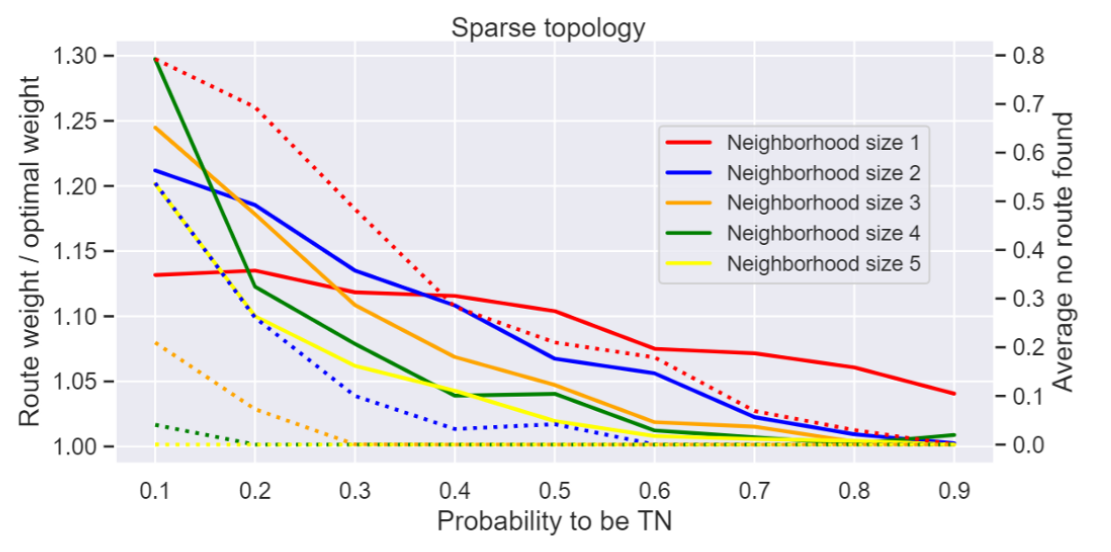 Sparse topology
Route weight / optimal weight
1.30
1.25
1.20
1.15
1.10
1.05
1.00
Neighborhood size 1
Neighborhood size 2
Neighborhood size 3
Neighborhood size 4
Neighborhood size 5
0.8
0.7
0.6
0.5
0.4
0.3
0.2
0.1
0.0
Average no route found
0.1 0.2 0.3 0.4 0.5 0.6 0.7 0.8 0.9
Probability to be TN